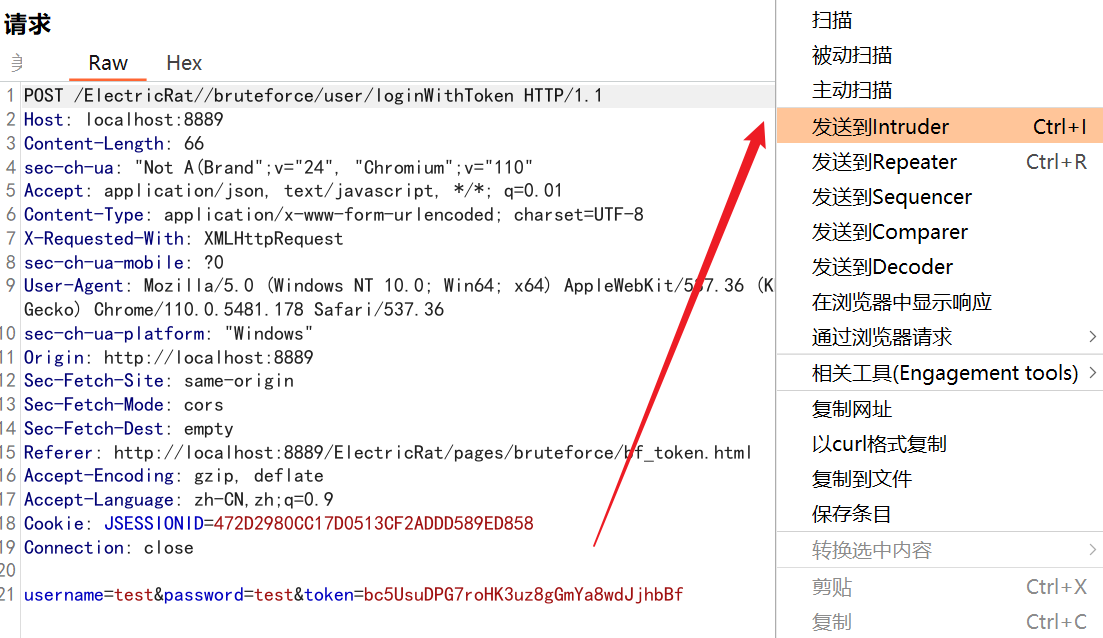 请求
Raw Hex
1 POST /ElectricRat//bruteforce/user/loginWithToken HTTP/1.1
2 Host: localhost:8889
3 Content-Length: 66
4 sec-ch-ua: "Not A(Brand";v="24", "Chromium";v="110"
5 Accept: application/json, text/javascript, */*; q=0.01
6 Content-Type: application/x-www-form-urlencoded; charset=UTF-8
7 X-Requested-With: XMLHttpRequest
8 sec-ch-ua-mobile: ?0
9 User-Agent: Mozilla/5.0 (Windows NT 10.0; Win64; x64) AppleWebKit/537.36 (K
Gecko) Chrome/110.0.5481.178 Safari/537.36
10 sec-ch-ua-platform: "Windows"
11 Origin: http://localhost:8889
12 Sec-Fetch-Site: same-origin
13 Sec-Fetch-Mode: cors
14 Sec-Fetch-Dest: empty
15 Referer: http://localhost:8889/ElectricRat/pages/bruteforce/bf_token.html
16 Accept-Encoding: gzip, deflate
17 Accept-Language: zh-CN,zh;q=0.9
18 Cookie: JSESSIONID=472D2980CC17D0513CF2ADDD589ED858
19 Connection: close
20
21 username=test&password=test&token=bc5UsuDPG7roHK3uz8gGmYa8wdJjhbBf
扫描
被动扫描
主动扫描
发送到Intruder Ctrl+I
发送到Repeater Ctrl+R
发送到Sequencer
发送到Comparer
发送到Decoder
在浏览器中显示响应
通过浏览器请求
相关工具(Engagement tools)
复制网址
以curl格式复制
复制到文件
保存条目
转换选中内容
剪贴 Ctrl+X
复制 Ctrl+C